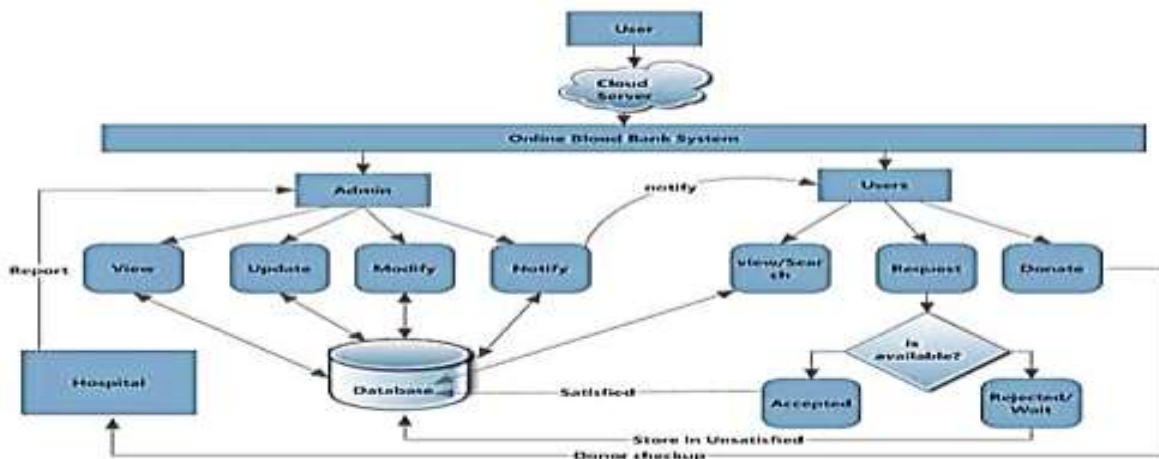 User
Cloud
Server
Online Blood Bank System
Admin
notify
Users
Report
View
Update
Modify
Notify
view/Sear
ch
Request
Donate
Is
available?
Hospital
Database
Satisfied
Accepted
Rejected/
Wait
Store In Unsatisfied
Donor checkup